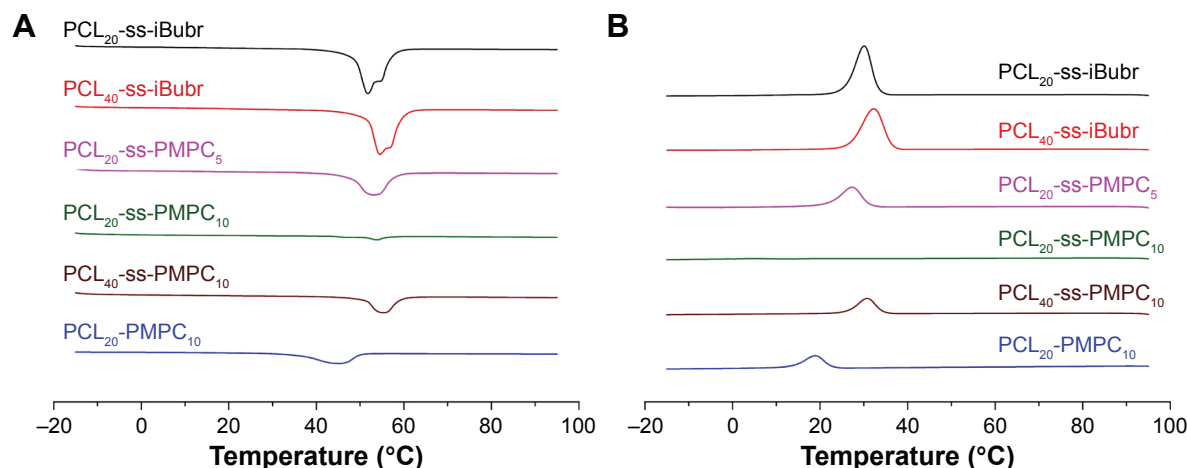 A
PCL20-ss-iBubr
PCL40-ss-iBubr
PCL20-ss-PMPC5
PCL20-ss-PMPC10
PCL40-ss-PMPC10
PCL20-PMPC10
–20 0 20 40 60 80 100
Temperature (°C)
B
PCL20-ss-iBubr
PCL40-ss-iBubr
PCL20-ss-PMPC5
PCL20-ss-PMPC10
PCL40-ss-PMPC10
PCL20-PMPC10
–20 0 20 40 60 80 100
Temperature (°C)